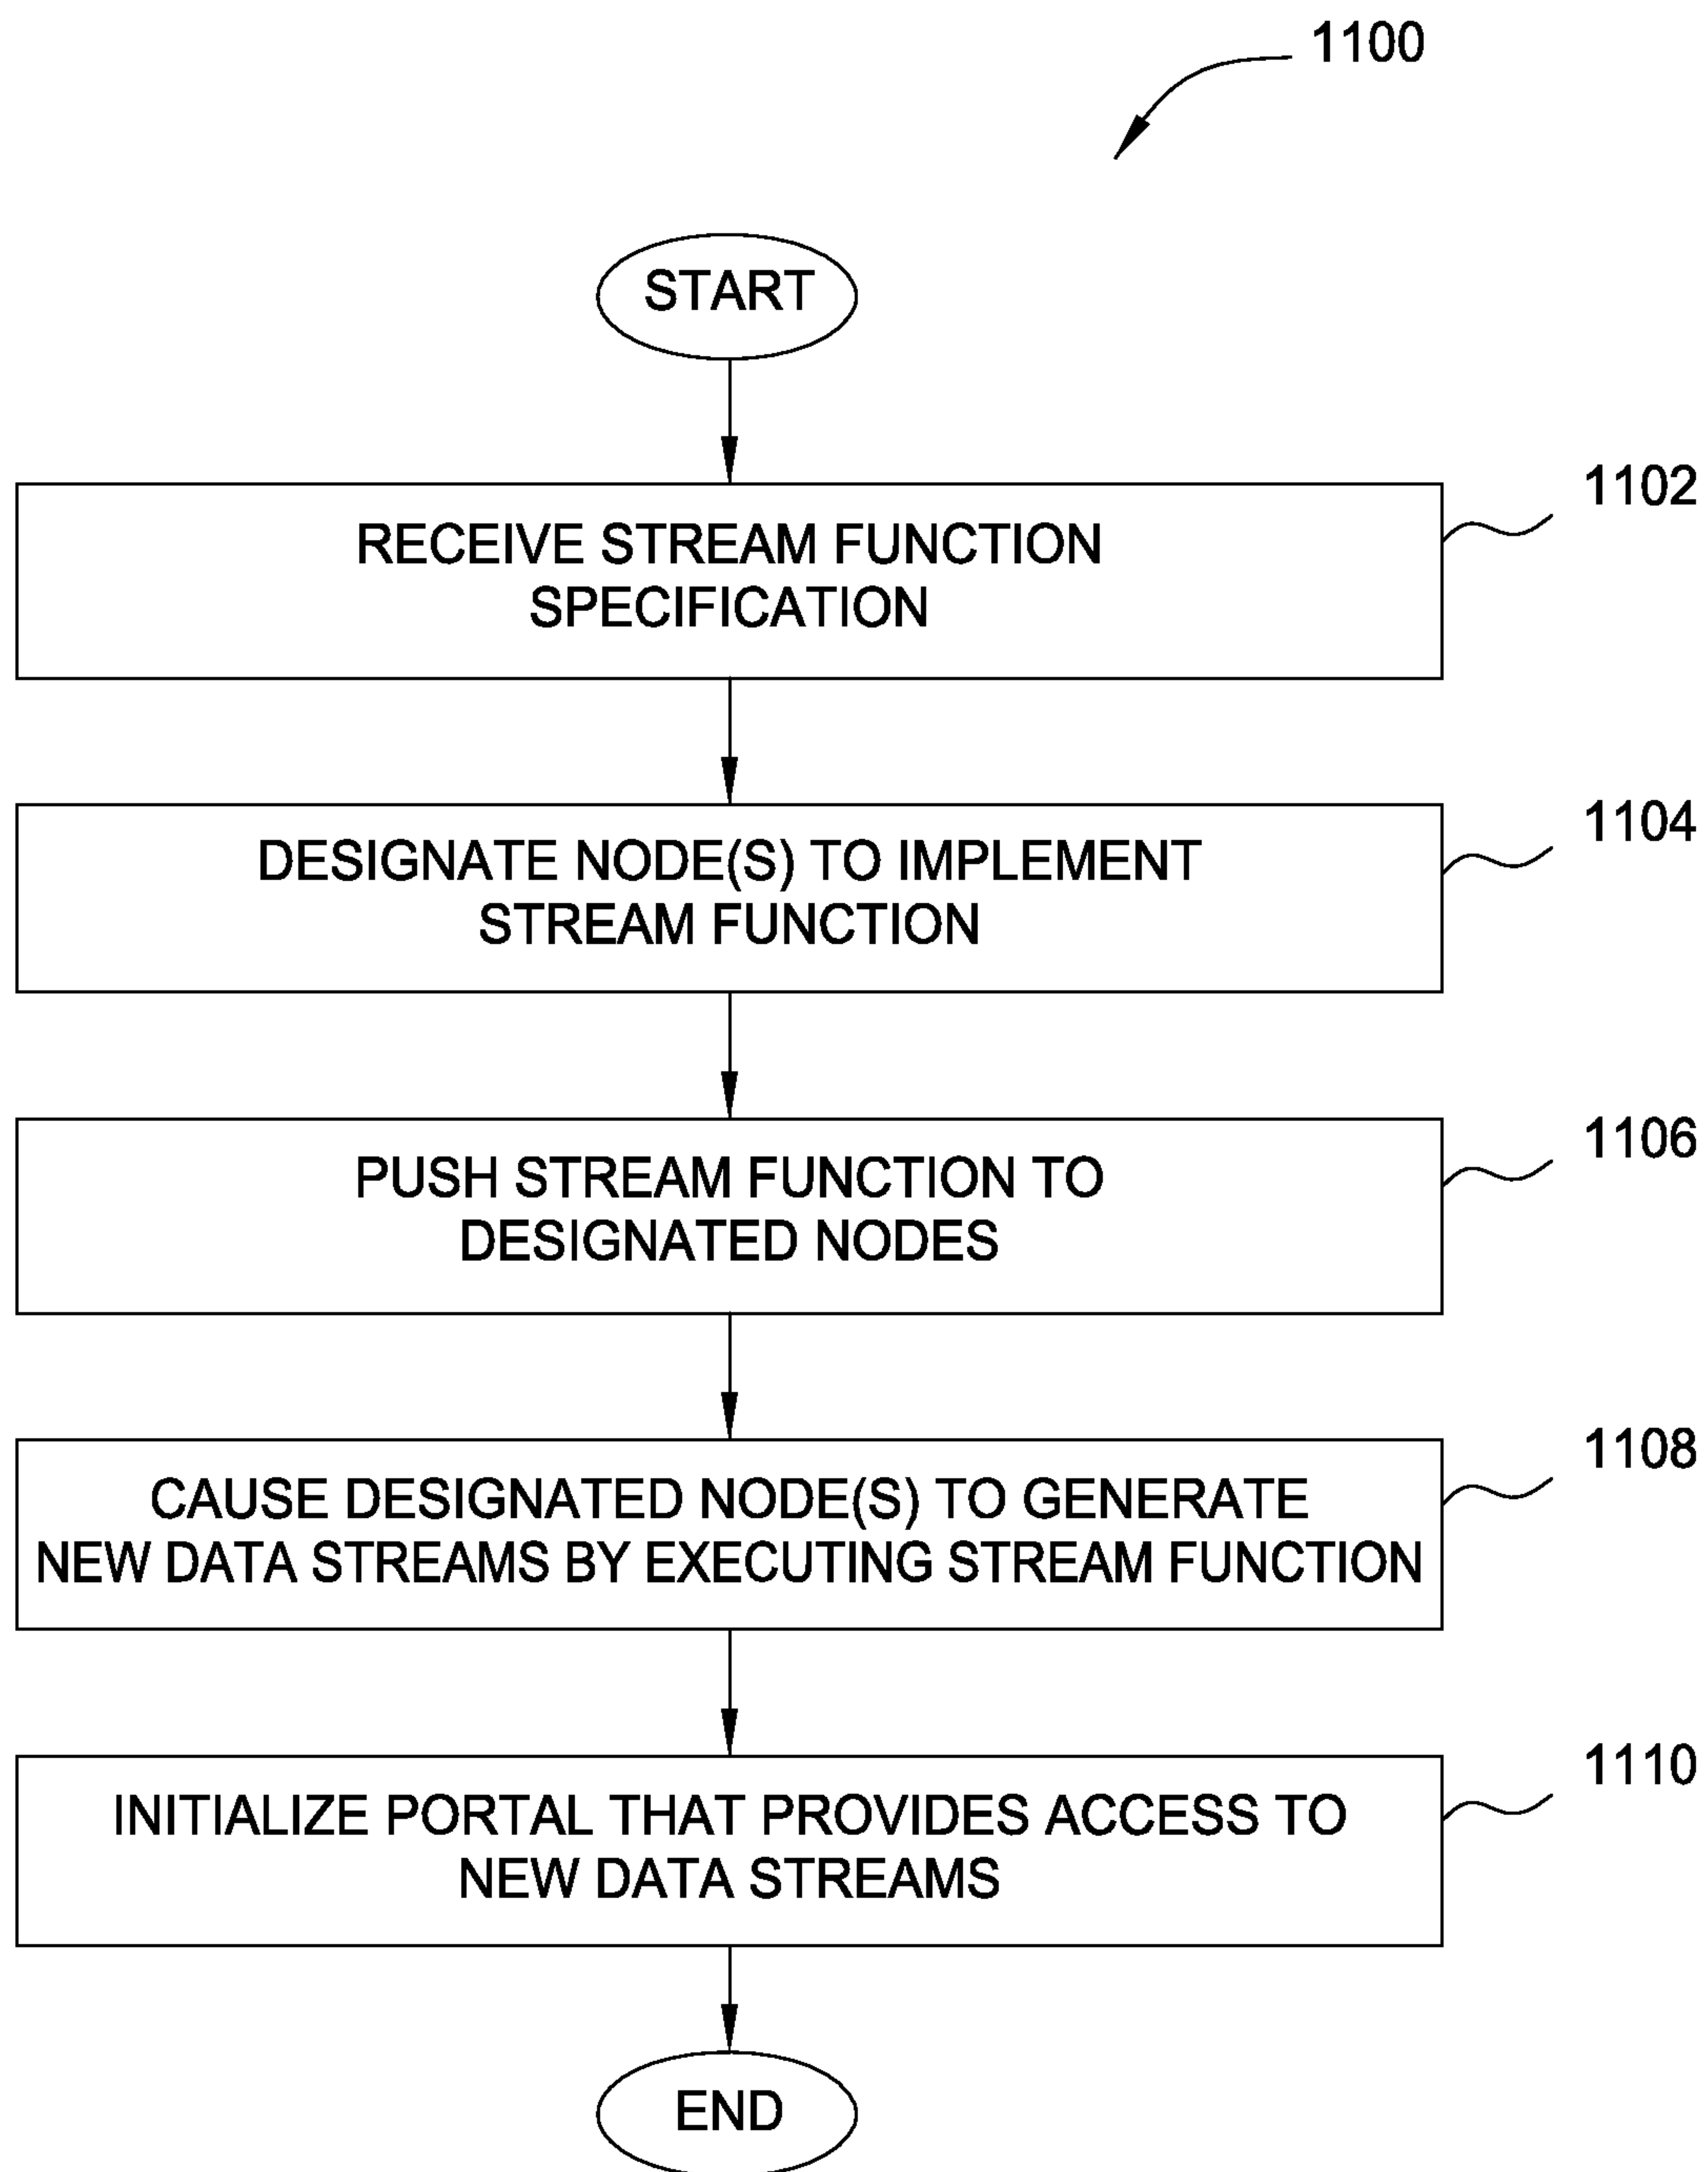 1100
START
1102
RECEIVE STREAM FUNCTION
SPECIFICATION
1104
DESIGNATE NODE(S) TO IMPLEMENT
STREAM FUNCTION
1106
PUSH STREAM FUNCTION TO
DESIGNATED NODES
1108
CAUSE DESIGNATED NODE(S) TO GENERATE
NEW DATA STREAMS BY EXECUTING STREAM FUNCTION
1110
INITIALIZE PORTAL THAT PROVIDES ACCESS TO
NEW DATA STREAMS
END